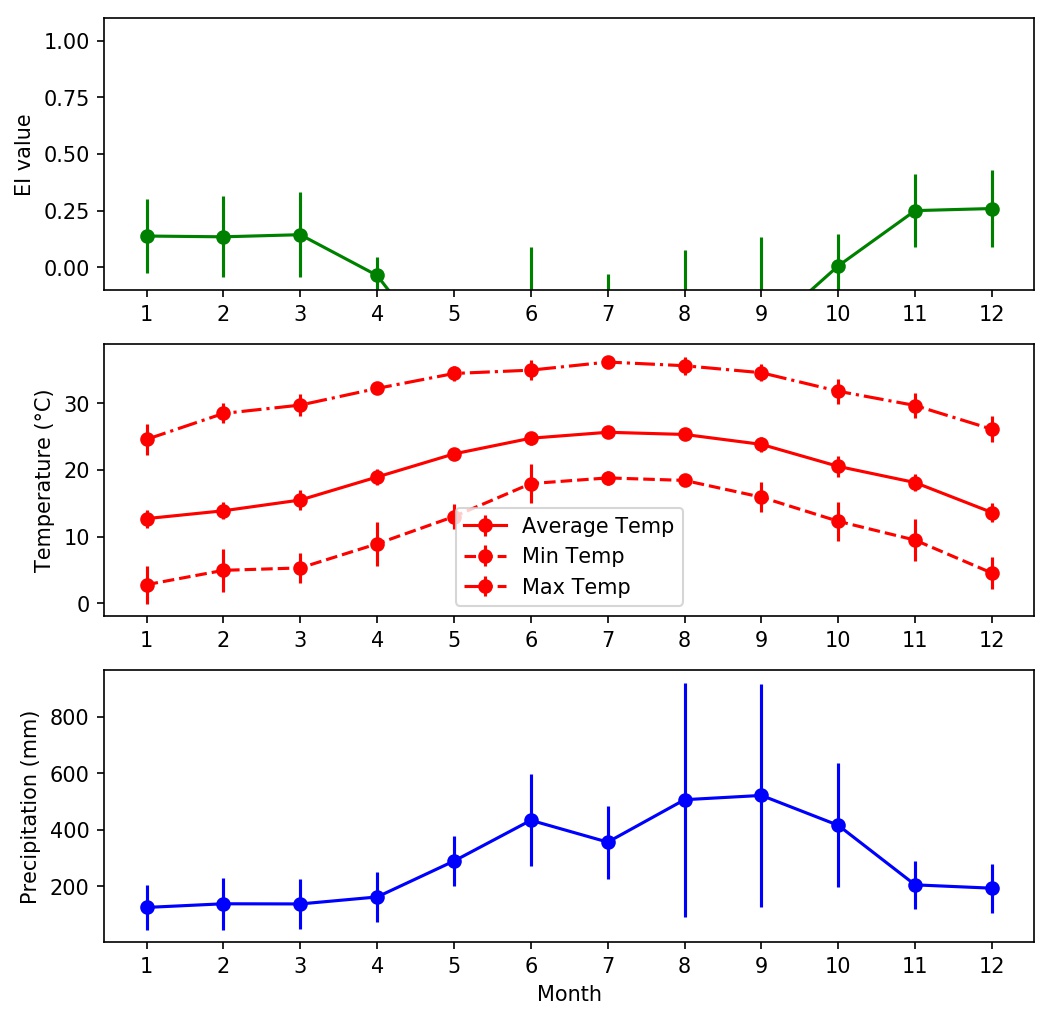 EI value
1.00
0.75
0.50
0.25
0.00
1 2 3 4 5 6 7 8 9 10 11 12
Temperature (°C)
30
20
10
0
Average Temp
Min Temp
Max Temp
1 2 3 4 5 6 7 8 9 10 11 12
Precipitation (mm)
800
600
400
200
1 2 3 4 5 6 7 8 9 10 11 12
Month